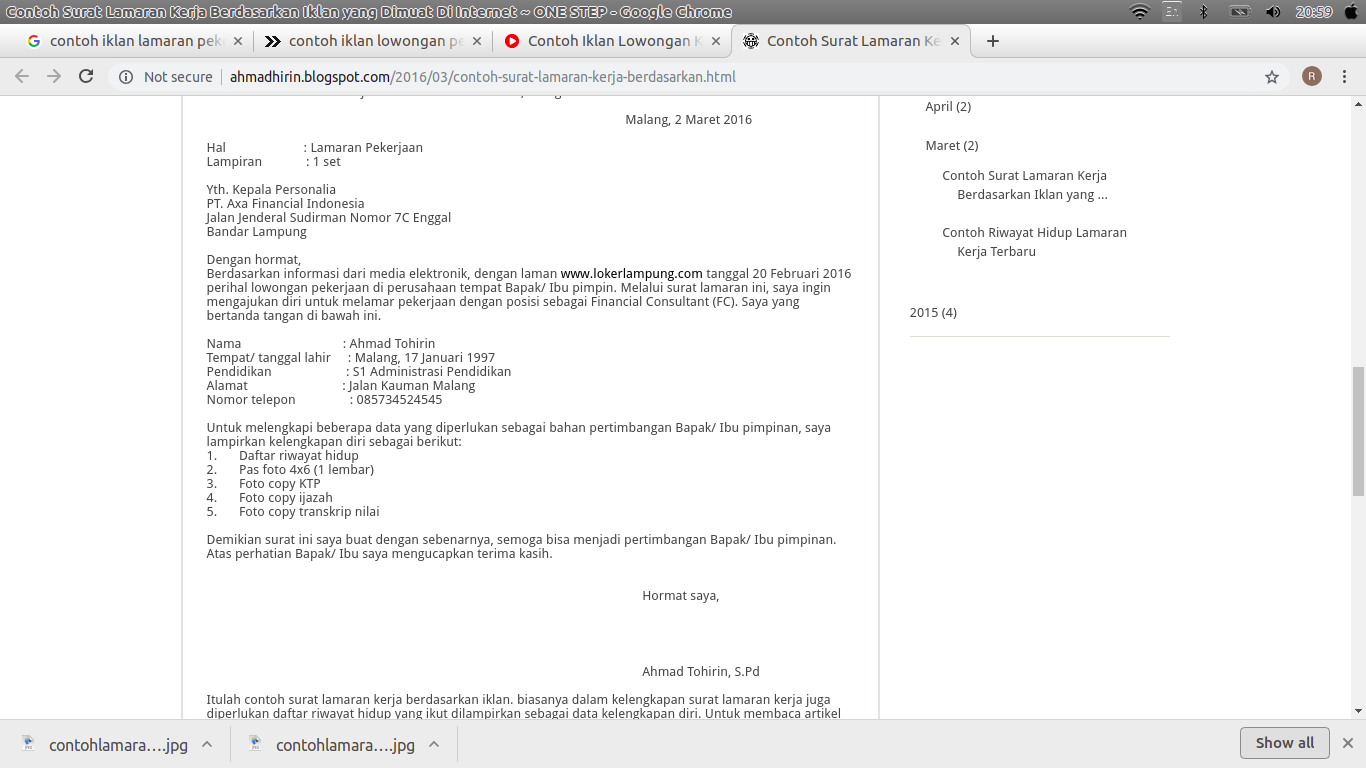 Contoh Surat Lamaran Kerja Berdasarkan Iklan yang Dimuat Di Internet ~ ONE STEP - Google Chrome
En
20:59
contoh iklan lamaran pek
contoh iklan lowongan pe
Contoh Iklan Lowongan K
Contoh Surat Lamaran Ke
Not secure
ahmadhirin.blogspot.com/2016/03/contoh-surat-lamaran-kerja-berdasarkan.html
R
Malang, 2 Maret 2016
Hal : Lamaran Pekerjaan
Lampiran : 1 set
Yth. Kepala Personalia
PT. Axa Financial Indonesia
Jalan Jenderal Sudirman Nomor 7C Enggal
Bandar Lampung
Dengan hormat,
Berdasarkan informasi dari media elektronik, dengan laman www.lokerlampung.com tanggal 20 Februari 2016
perihal lowongan pekerjaan di perusahaan tempat Bapak/ Ibu pimpin. Melalui surat lamaran ini, saya ingin
mengajukan diri untuk melamar pekerjaan dengan posisi sebagai Financial Consultant (FC). Saya yang
bertanda tangan di bawah ini.
Nama : Ahmad Tohirin
Tempat/ tanggal lahir : Malang, 17 Januari 1997
Pendidikan : S1 Administrasi Pendidikan
Alamat : Jalan Kauman Malang
Nomor telepon : 085734524545
Untuk melengkapi beberapa data yang diperlukan sebagai bahan pertimbangan Bapak/ Ibu pimpinan, saya
lampirkan kelengkapan diri sebagai berikut:
1. Daftar riwayat hidup
2. Pas foto 4x6 (1 lembar)
3. Foto copy KTP
4. Foto copy ijazah
5. Foto copy transkrip nilai
Demikian surat ini saya buat dengan sebenarnya, semoga bisa menjadi pertimbangan Bapak/ Ibu pimpinan.
Atas perhatian Bapak/ Ibu saya mengucapkan terima kasih.
Hormat saya,
Ahmad Tohirin, S.Pd
Itulah contoh surat lamaran kerja berdasarkan iklan. biasanya dalam kelengkapan surat lamaran kerja juga
diperlukan daftar riwayat hidup yang ikut dilampirkan sebagai data kelengkapan diri. Untuk membaca artikel
April (2)
Maret (2)
Contoh Surat Lamaran Kerja
Berdasarkan Iklan yang ...
Contoh Riwayat Hidup Lamaran
Kerja Terbaru
2015 (4)
contohlamara….jpg
contohlamara….jpg
Show all